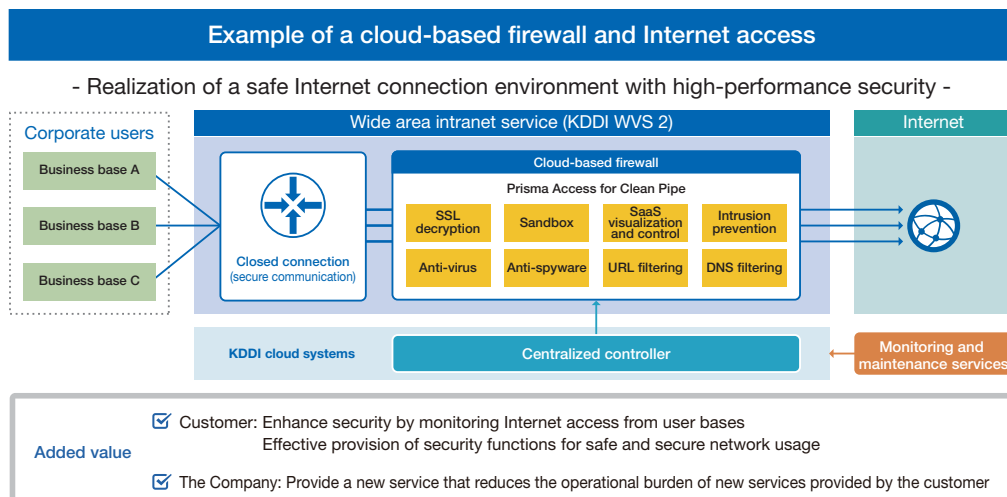 Example of a cloud-based firewall and Internet access
- Realization of a safe Internet connection environment with high-performance security -
Corporate users
Business base A
Business base B
Business base C
Wide area intranet service (KDDI WVS 2)
Closed connection
(secure communication)
Cloud-based firewall
Prisma Access for Clean Pipe
SSL
decryption
Sandbox
SaaS
visualization
and control
Intrusion
prevention
Anti-virus
Anti-spyware
URL filtering
DNS filtering
Internet
KDDI cloud systems
Centralized controller
Monitoring and
maintenance services
Added value
Customer: Enhance security by monitoring Internet access from user bases
Effective provision of security functions for safe and secure network usage
The Company: Provide a new service that reduces the operational burden of new services provided by the customer